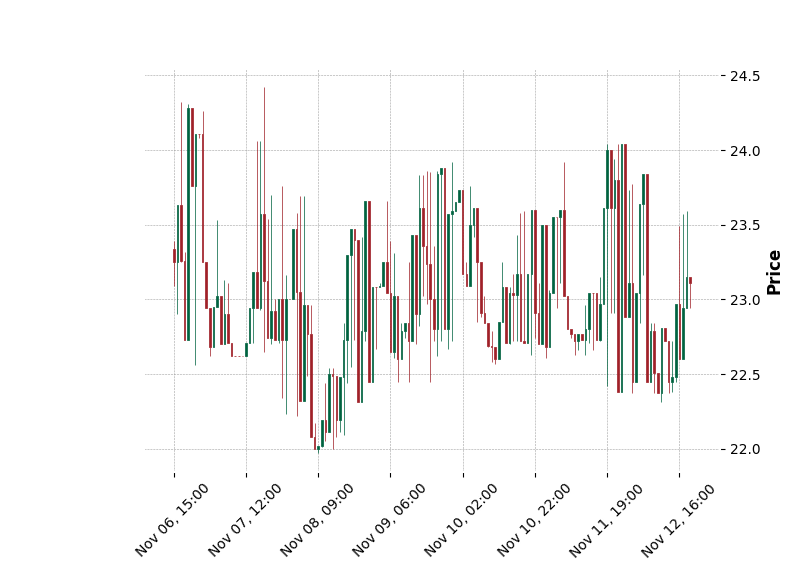 24.5
24.0
23.5
23.0
22.5
22.0
Price
Nov 06, 15:00
Nov 07, 12:00
Nov 08, 09:00
Nov 09, 06:00
Nov 10, 02:00
Nov 10, 22:00
Nov 11, 19:00
Nov 12, 16:00